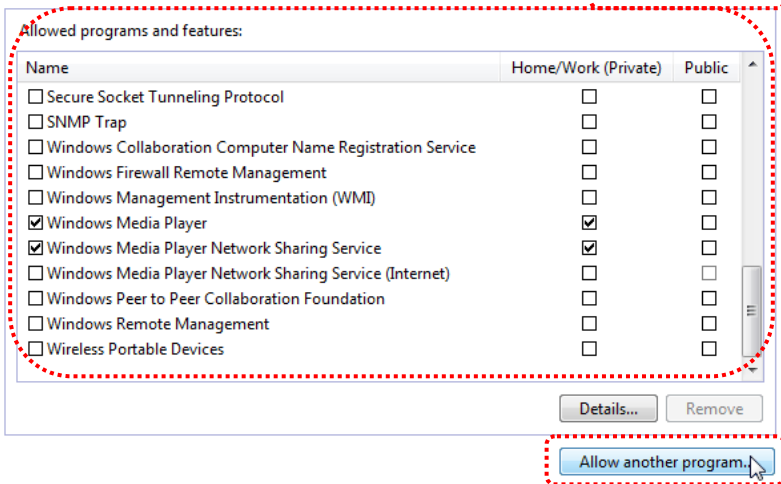 Allowed programs and features:
Name Home/Work (Private) Public
Secure Socket Tunneling Protocol
SNMP Trap
Windows Collaboration Computer Name Registration Service
Windows Firewall Remote Management
Windows Management Instrumentation (WMI)
Windows Media Player
Windows Media Player Network Sharing Service
Windows Media Player Network Sharing Service (Internet)
Windows Peer to Peer Collaboration Foundation
Windows Remote Management
Wireless Portable Devices
Details... Remove
Allow another program...